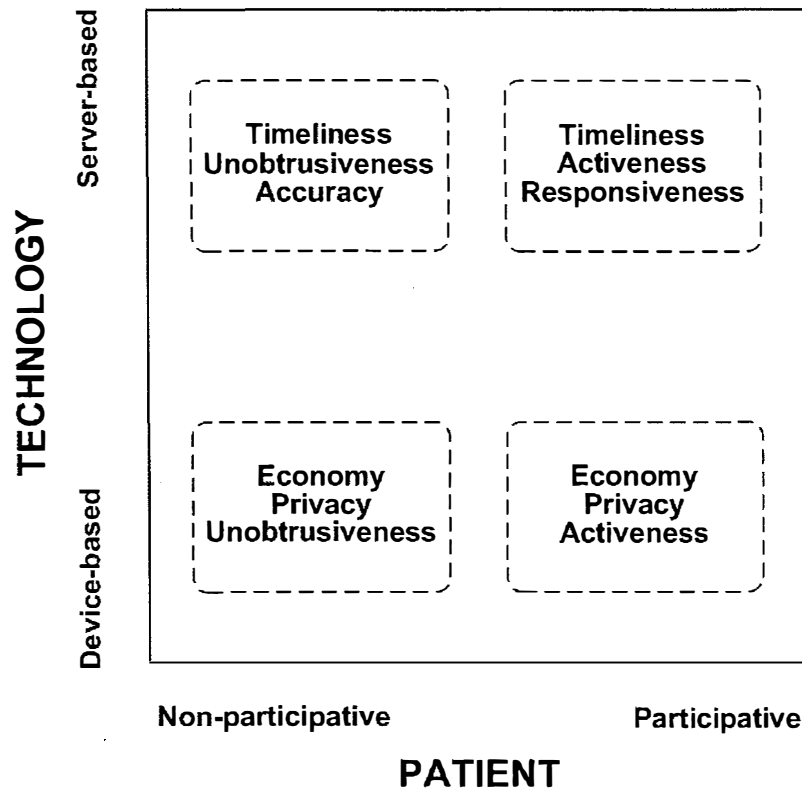 Server-based
Timeliness
Unobtrusiveness
Accuracy
Timeliness
Activeness
Responsiveness
TECHNOLOGY
Economy
Privacy
Unobtrusiveness
Economy
Privacy
Activeness
Device-based
Non-participative
Participative
PATIENT